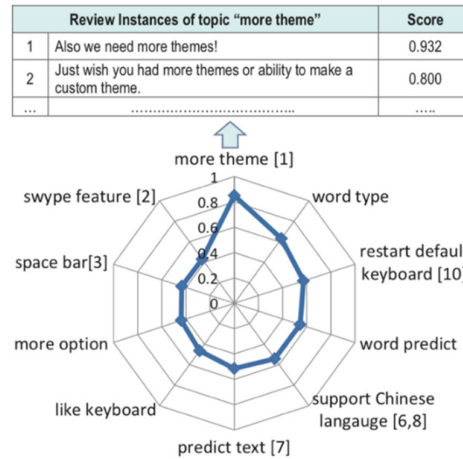 Review Instances of topic “more theme” Score
1 Also we need more themes! 0.932
2 Just wish you had more themes or ability to make a
custom theme. 0.800
... ……………………………….. …..
more theme [1]
1
swype feature [2]
0.8
word type
0.6
space bar[3]
0.4
restart defaul
keyboard [10]
0.2
0
more option
word predict
like keyboard
support Chinese
langauge [6,8]
predict text [7]